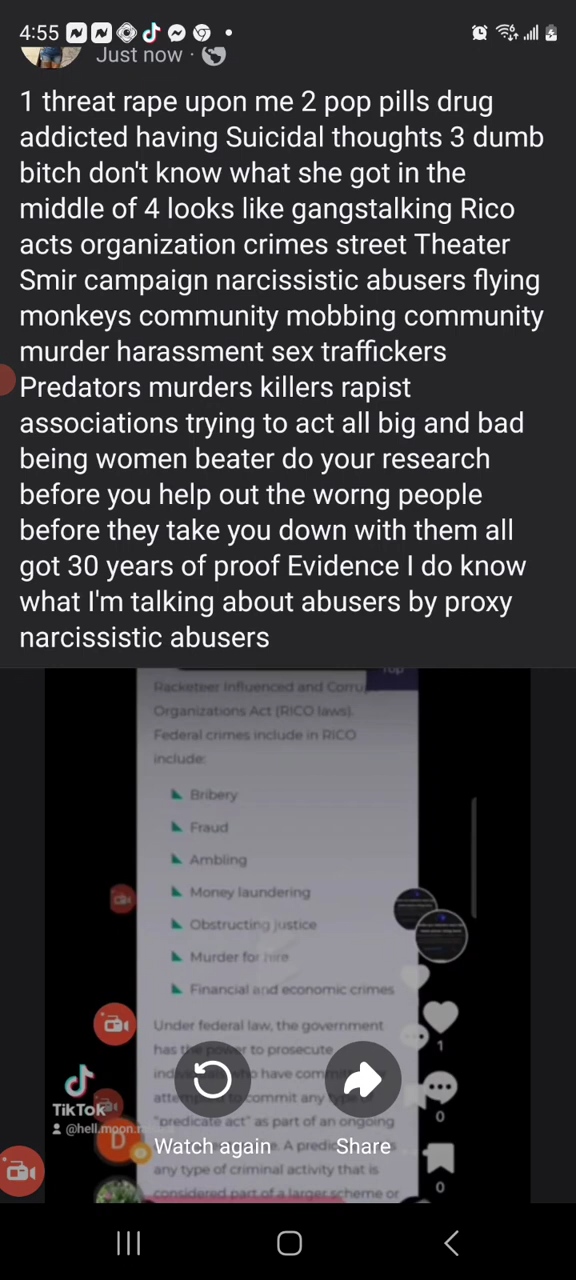 4:55
Just now
1 threat rape upon me 2 pop pills drug
addicted having Suicidal thoughts 3 dumb
bitch don't know what she got in the
middle of 4 looks like gangstalking Rico
acts organization crimes street Theater
Smir campaign narcissistic abusers flying
monkeys community mobbing community
murder harassment sex traffickers
Predators murders killers rapist
associations trying to act all big and bad
being women beater do your research
before you help out the worng people
before they take you down with them all
got 30 years of proof Evidence I do know
what I'm talking about abusers by proxy
narcissistic abusers
Top
Racketeer Influenced and
Organizations Act (RICO laws).
Federal crimes include in RICO
include:
Bribery
Fraud
Ambling
Money laundering
Obstructing justice
Murder for hire
Financial and economic crimes
Under federal law, the government
has the power to prosecute
have
commit any type of
"predicate act" as part of an ongoing
any type of criminal activity that is
considered part of a larger scheme or
1
0
0
TikTok
D
Watch again
Share